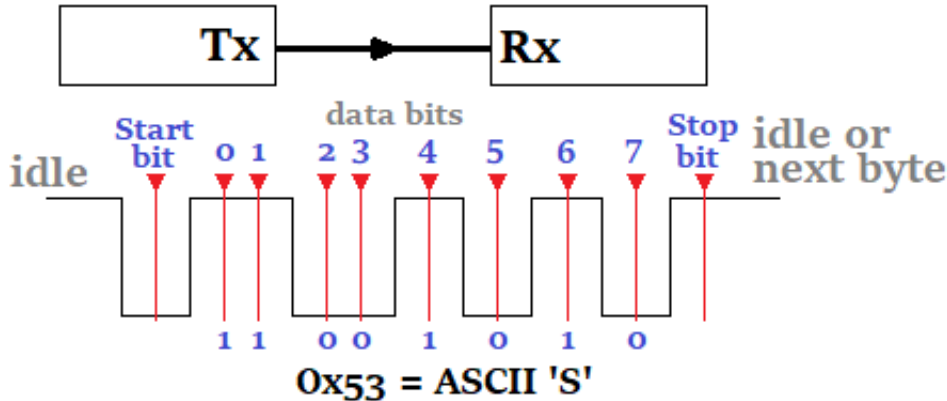 Tx Rx
data bits
Start bit 0 1 2 3 4 5 6 7 Stop bit
idle
idle or
next byte
1 1 0 0 1 0 1 0
0x53 = ASCII 'S'